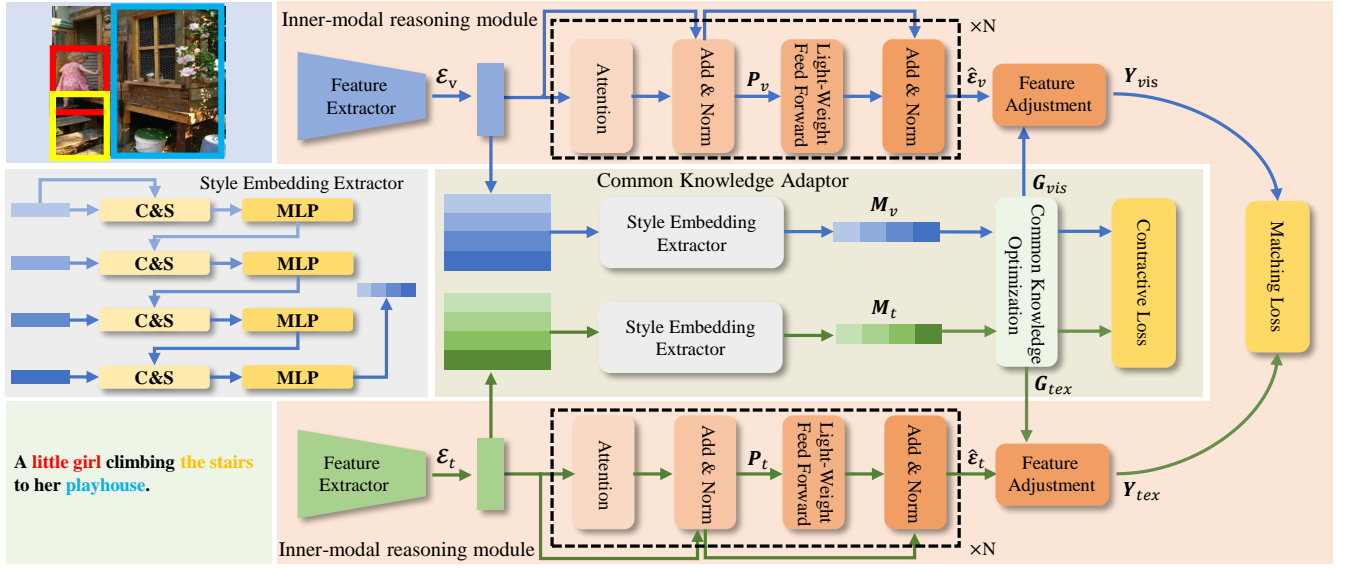 Inner-modal reasoning module
×N
Feature
Extractor
𝓔v
Attention
Add & Norm
Pv
Light-Weight
Feed Forward
Add & Norm
ε̂v
Feature
Adjustment
Yvis
Style Embedding Extractor
C&S
MLP
C&S
MLP
C&S
MLP
C&S
MLP
Common Knowledge Adaptor
Style Embedding
Extractor
Mv
Style Embedding
Extractor
Mt
Gvis
Common Knowledge
Optimization
Gtex
Contractive Loss
Matching Loss
A little girl climbing the stairs
to her playhouse.
Feature
Extractor
𝓔t
Attention
Add & Norm
Pt
Light-Weight
Feed Forward
Add & Norm
ε̂t
Feature
Adjustment
Ytex
Inner-modal reasoning module
×N